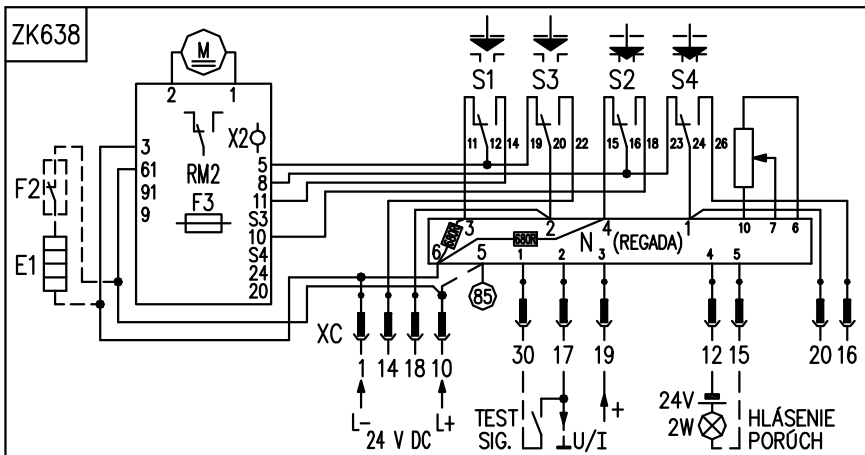 ZK638
M
S1 S3 S2 S4
2 1
X2
RM2
F3
3
61
91
9
5
8
11
S3
10
S4
24
20
11 12 14 19 20 22 15 16 18 23 24 26
F2
E1
3 2 4 1 10 7 6
680R 680R
N (REGADA)
6 5 1 2 3 4 5
85
XC
1 14 18 10 30 17 19 12 15 20 16
L- L+
24 V DC
TEST
SIG.
U/I
+
24V
2W
HLÁSENIE
PORÚCH